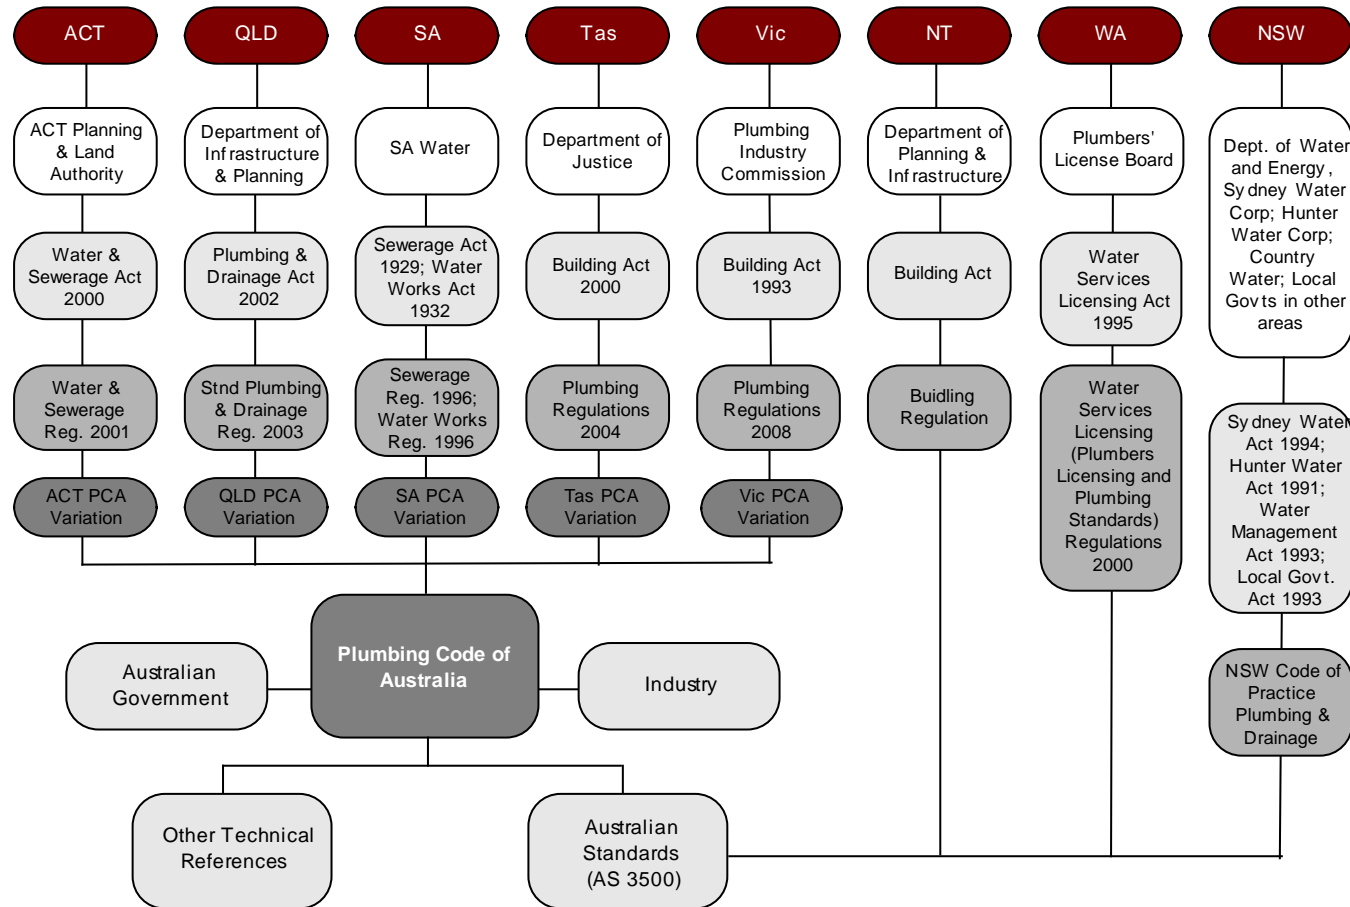 ACT
QLD
SA
Tas
Vic
NT
WA
NSW
ACT Planning
& Land
Authority
Department of
Infrastructure
& Planning
SA Water
Department of
Justice
Plumbing
Industry
Commission
Department of
Planning &
Infrastructure
Plumbers'
License Board
Dept. of Water
and Energy,
Sydney Water
Corp; Hunter
Water Corp;
Country
Water; Local
Govts in other
areas
Water &
Sewerage Act
2000
Plumbing &
Drainage Act
2002
Sewerage Act
1929; Water
Works Act
1932
Building Act
2000
Building Act
1993
Building Act
Water
Services
Licensing Act
1995
Water &
Sewerage
Reg. 2001
Stnd Plumbing
& Drainage
Reg. 2003
Sewerage
Reg. 1996;
Water Works
Reg. 1996
Plumbing
Regulations
2004
Plumbing
Regulations
2008
Buidling
Regulation
Water
Services
Licensing
(Plumbers
Licensing and
Plumbing
Standards)
Regulations
2000
Sydney Water
Act 1994;
Hunter Water
Act 1991;
Water
Management
Act 1993;
Local Govt.
Act 1993
ACT PCA
Variation
QLD PCA
Variation
SA PCA
Variation
Tas PCA
Variation
Vic PCA
Variation
Plumbing Code of
Australia
Australian
Government
Industry
NSW Code of
Practice
Plumbing &
Drainage
Other Technical
References
Australian
Standards
(AS 3500)